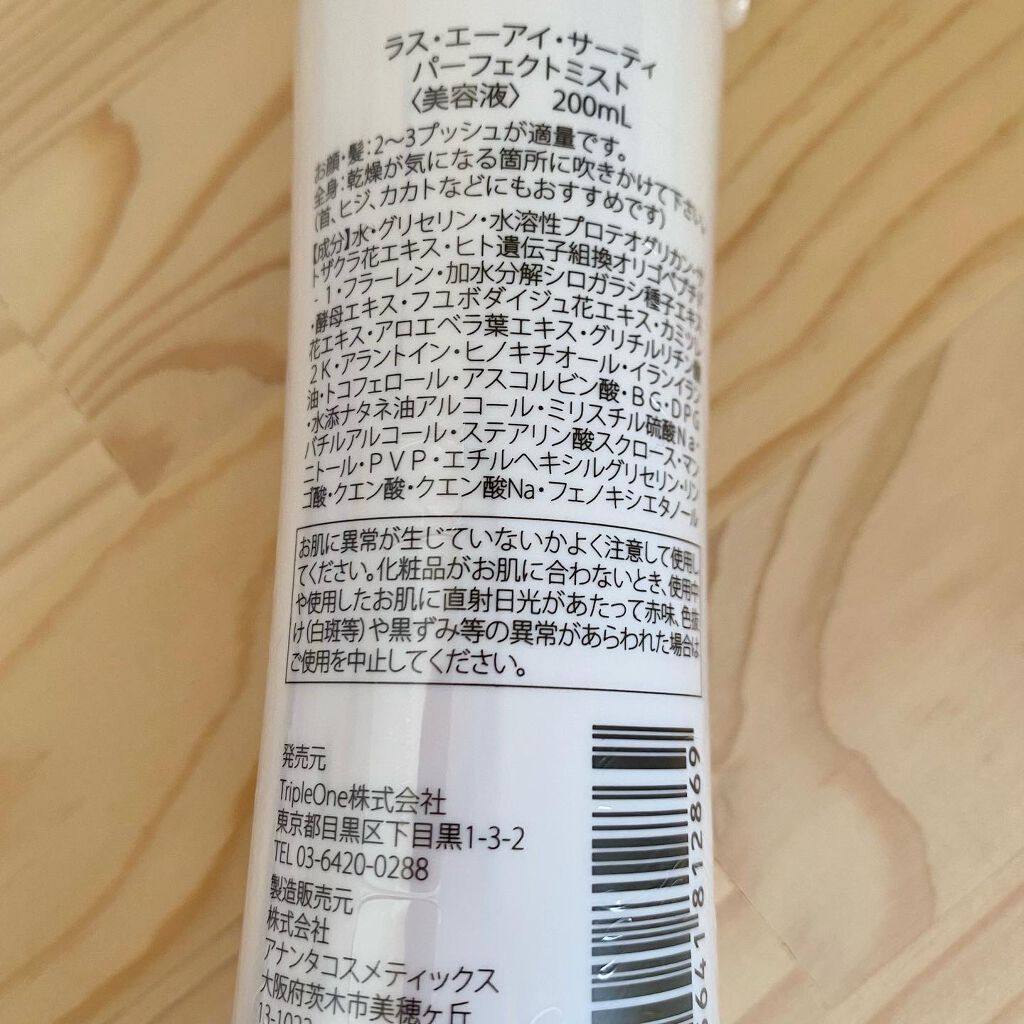 ラス・エーアイ・サーティ
パーフェクトミスト
〈美容液〉 200mL
お顔・髪：2〜3プッシュが適量です。
全身：乾燥が気になる箇所に吹きかけて下さい。
(首、ヒジ、カカトなどにもおすすめです)
【成分】水・グリセリン・水溶性プロテオグリカン・サ
トザクラ花エキス・ヒト遺伝子組換オリゴペプチド
-1・フラーレン・加水分解シロガラシ種子エキス
・酵母エキス・フユボダイジュ花エキス・カミツレ
花エキス・アロエベラ葉エキス・グリチルリチン酸
2K・アラントイン・ヒノキチオール・イランイラン
油・トコフェロール・アスコルビン酸・BG・DPG
・水添ナタネ油アルコール・ミリスチル硫酸Na・
バチルアルコール・ステアリン酸スクロース・マン
ニトール・PVP・エチルヘキシルグリセリン・リン
ゴ酸・クエン酸・クエン酸Na・フェノキシエタノール
お肌に異常が生じていないかよく注意して使用し
てください。化粧品がお肌に合わないとき、使用中
や使用したお肌に直射日光があたって赤味、色抜
け(白斑等)や黒ずみ等の異常があらわれた場合は
ご使用を中止してください。
発売元
TripleOne株式会社
東京都目黒区下目黒1-3-2
TEL 03-6420-0288
製造販売元
株式会社
アナンタコスメティックス
大阪府茨木市美穂ヶ丘